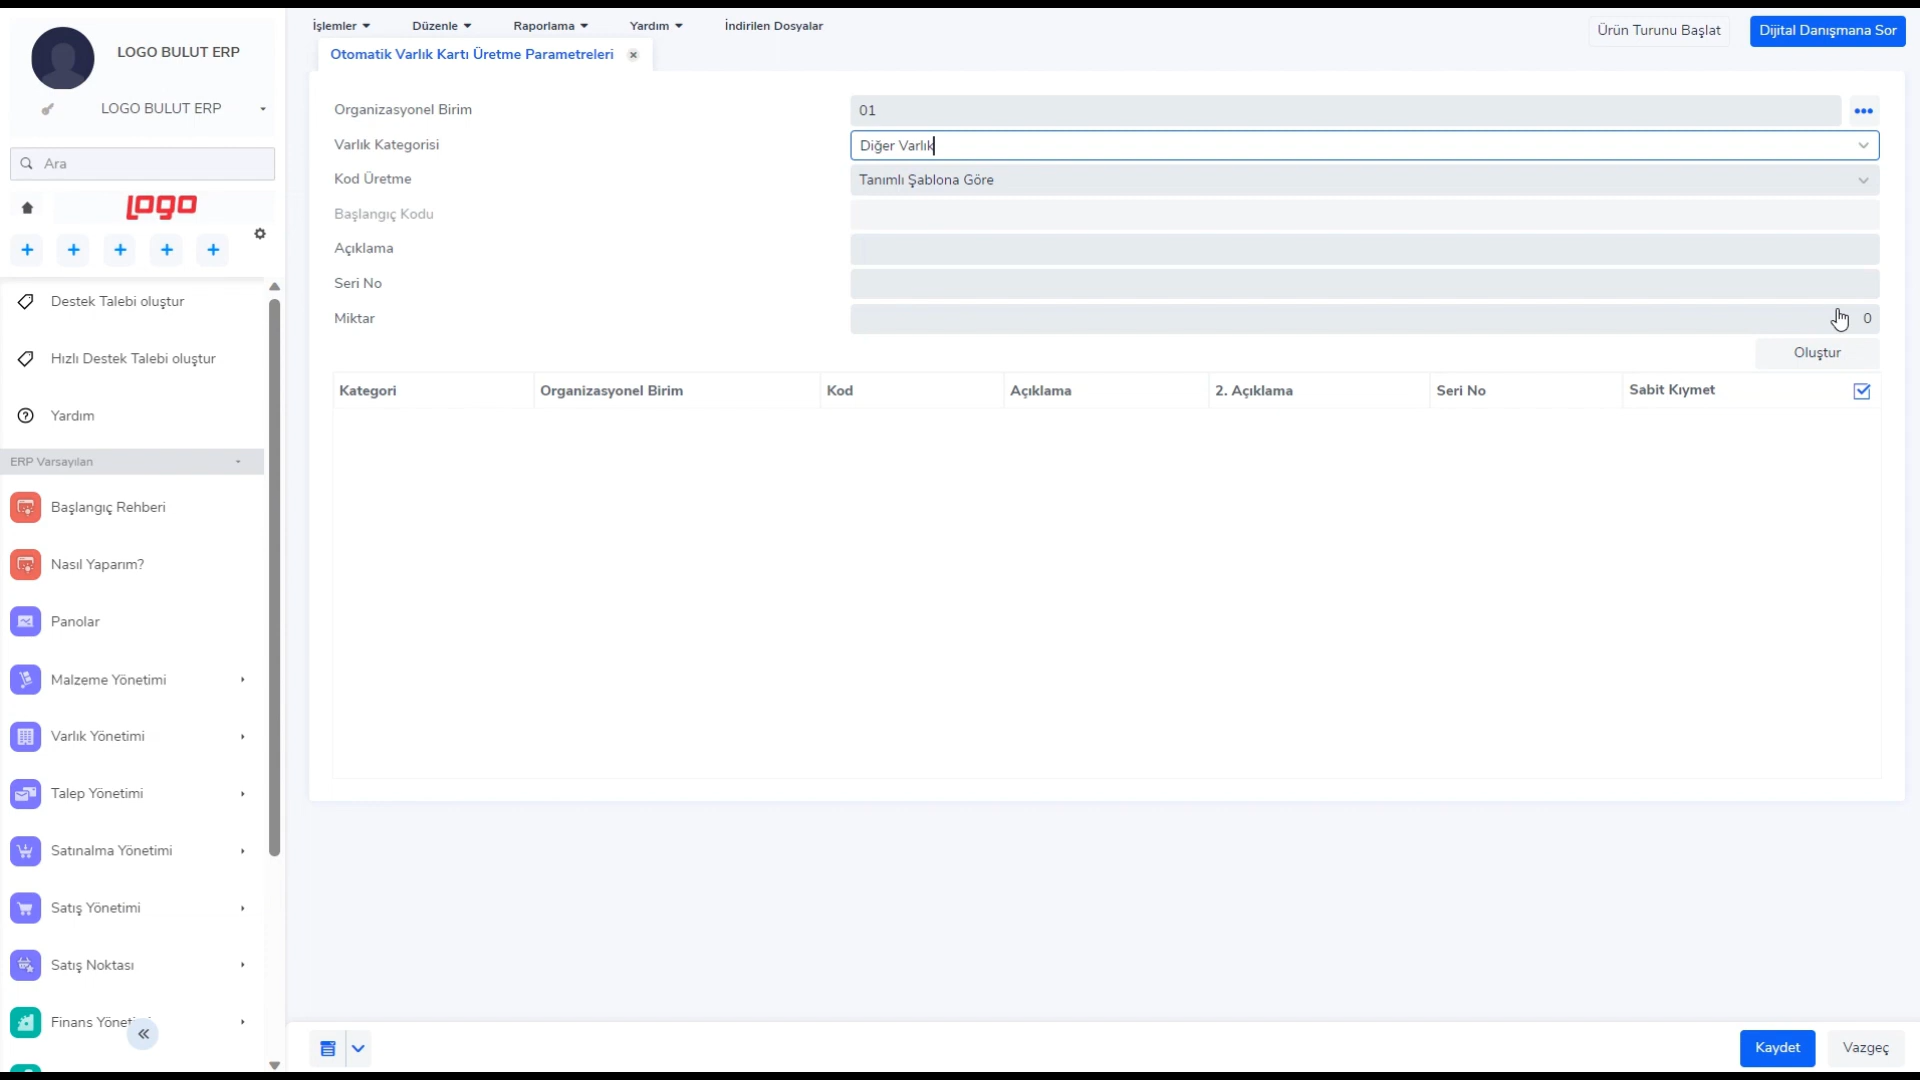 LOGO BULUT ERP
LOGO BULUT ERP
Ara
logo
Destek Talebi oluştur
Hızlı Destek Talebi oluştur
Yardım
ERP Varsayılan
Başlangıç Rehberi
Nasıl Yaparım?
Panolar
Malzeme Yönetimi
Varlık Yönetimi
Talep Yönetimi
Satınalma Yönetimi
Satış Yönetimi
Satış Noktası
Finans Yönet
İşlemler Düzenle Raporlama Yardım İndirilen Dosyalar
Ürün Turunu Başlat Dijital Danışmana Sor
Otomatik Varlık Kartı Üretme Parametreleri
Organizasyonel Birim 01
Varlık Kategorisi Diğer Varlık
Kod Üretme Tanımlı Şablona Göre
Başlangıç Kodu
Açıklama
Seri No
Miktar 0
Oluştur
Kategori Organizasyonel Birim Kod Açıklama 2. Açıklama Seri No Sabit Kıymet
Kaydet Vazgeç